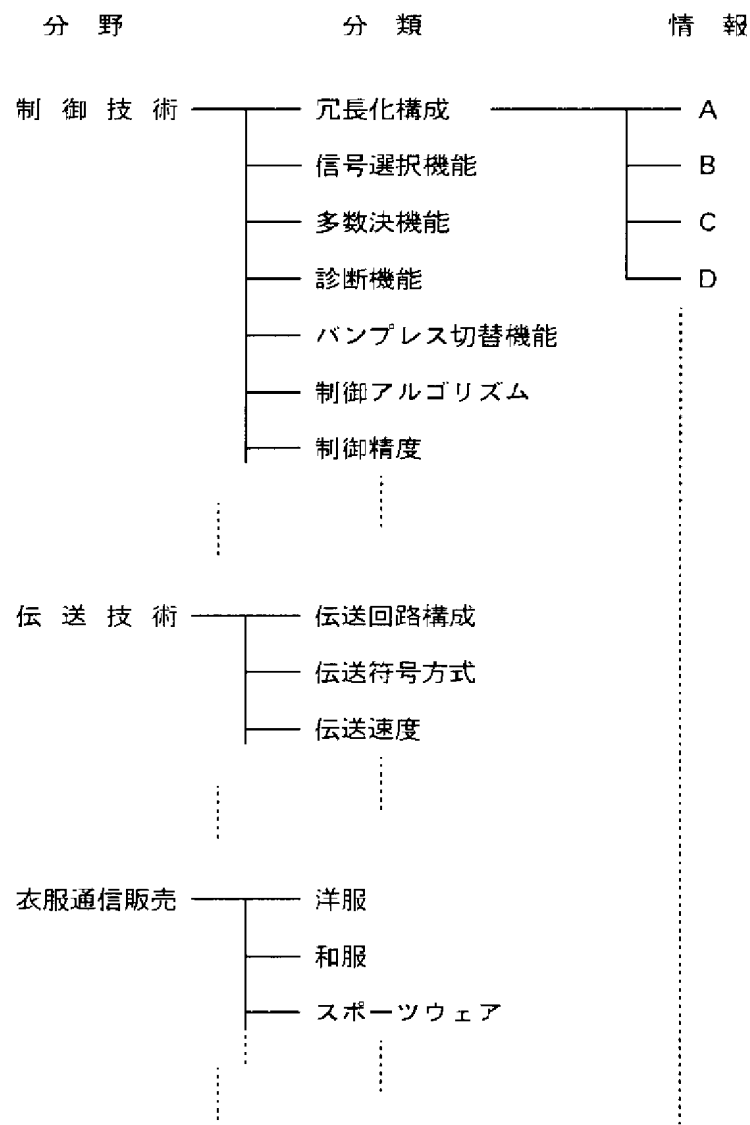 分野 分類 情報
制御技術 冗長化構成 A
信号選択機能 B
多数決機能 C
診断機能 D
バンプレス切替機能
制御アルゴリズム
制御精度
伝送技術 伝送回路構成
伝送符号方式
伝送速度
衣服通信販売 洋服
和服
スポーツウェア